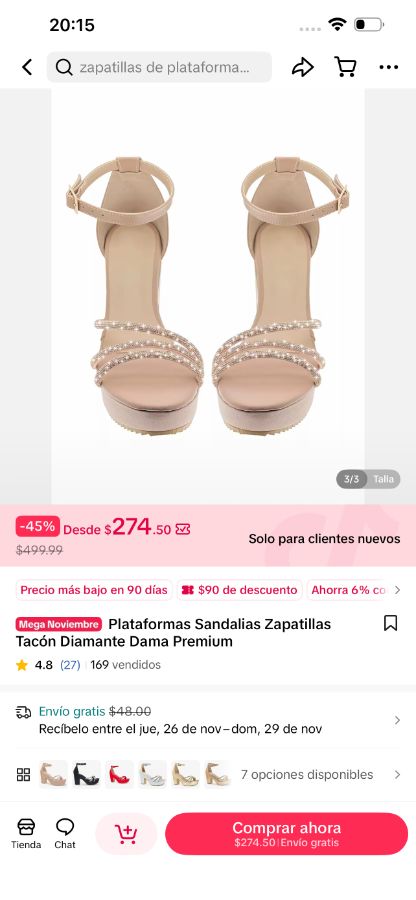 20:15
zapatillas de plataforma...
3/3 Talla
-45% Desde $274.50
$499.99
Solo para clientes nuevos
Precio más bajo en 90 días $90 de descuento Ahorra 6% co
Mega Noviembre Plataformas Sandalias Zapatillas
Tacón Diamante Dama Premium
4.8 (27) 169 vendidos
Envío gratis $48.00
Recíbelo entre el jue, 26 de nov–dom, 29 de nov
7 opciones disponibles
Tienda
Chat
Comprar ahora
$274.50|Envío gratis